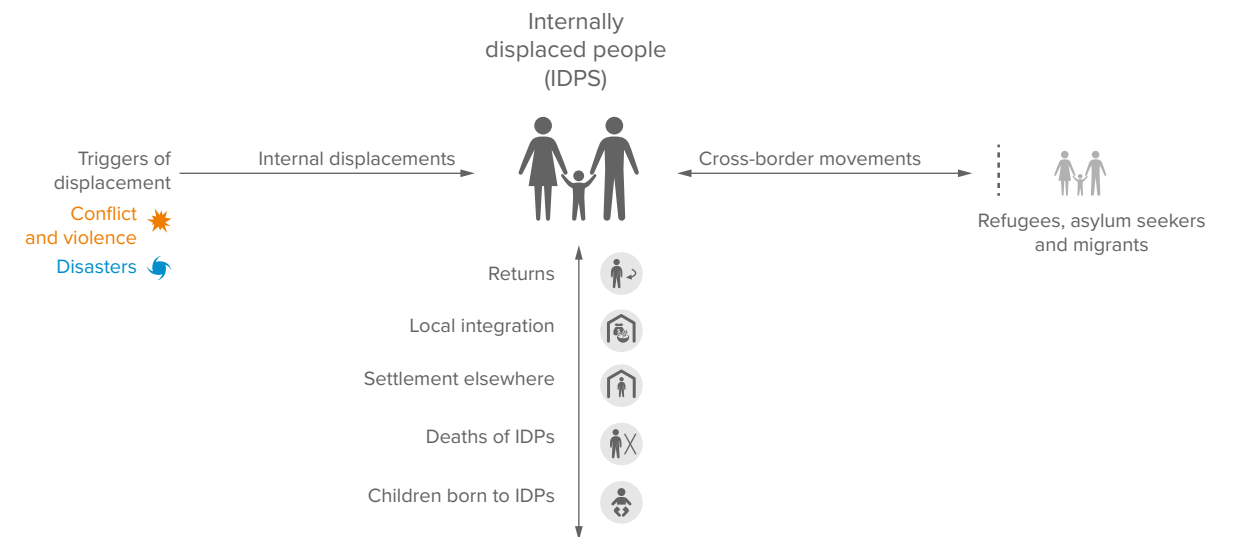 Internally
displaced people
(IDPS)
Triggers of
displacement
Internal displacements
Cross-border movements
Conflict
and violence
Disasters
Refugees, asylum seekers
and migrants
Returns
Local integration
Settlement elsewhere
Deaths of IDPs
Children born to IDPs